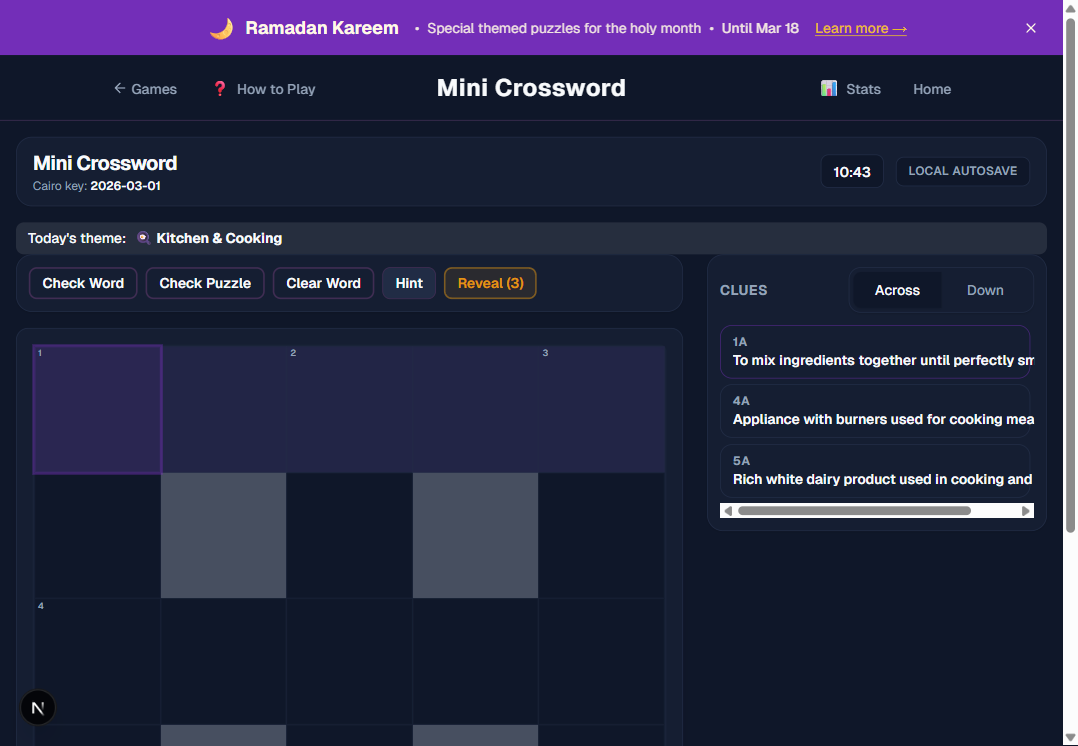 🌙 Ramadan Kareem • Special themed puzzles for the holy month • Until Mar 18 Learn more → ×
← Games ❓ How to Play Mini Crossword 📊 Stats Home
Mini Crossword
Cairo key: 2026-03-01
10:43 LOCAL AUTOSAVE
Today's theme: 🍳 Kitchen & Cooking
Check Word Check Puzzle Clear Word Hint Reveal (3)
CLUES Across Down
1A
To mix ingredients together until perfectly sm
4A
Appliance with burners used for cooking mea
5A
Rich white dairy product used in cooking and
1 2 3
4
N